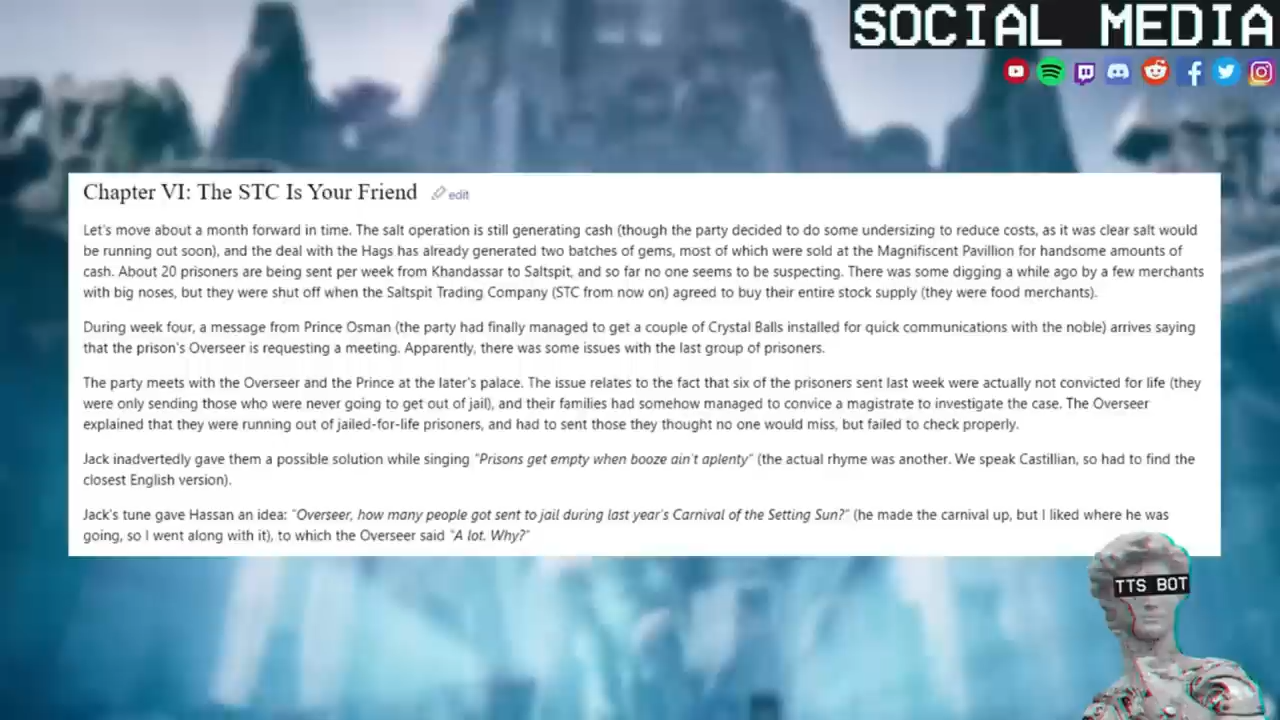 SOCIAL MEDIA
Chapter VI: The STC Is Your Friend edit
Let's move about a month forward in time. The salt operation is still generating cash (though the party decided to do some undersizing to reduce costs, as it was clear salt would
be running out soon), and the deal with the Hags has already generated two batches of gems, most of which were sold at the Magnifiscent Pavillion for handsome amounts of
cash. About 20 prisoners are being sent per week from Khandassar to Saltspit, and so far no one seems to be suspecting. There was some digging a while ago by a few merchants
with big noses, but they were shut off when the Saltspit Trading Company (STC from now on) agreed to buy their entire stock supply (they were food merchants).
During week four, a message from Prince Osman (the party had finally managed to get a couple of Crystal Balls installed for quick communications with the noble) arrives saying
that the prison's Overseer is requesting a meeting. Apparently, there was some issues with the last group of prisoners.
The party meets with the Overseer and the Prince at the later's palace. The issue relates to the fact that six of the prisoners sent last week were actually not convicted for life (they
were only sending those who were never going to get out of jail), and their families had somehow managed to convice a magistrate to investigate the case. The Overseer
explained that they were running out of jailed-for-life prisoners, and had to sent those they thought no one would miss, but failed to check properly.
Jack inadvertedly gave them a possible solution while singing "Prisons get empty when booze ain't aplenty" (the actual rhyme was another. We speak Castillian, so had to find the
closest English version).
Jack's tune gave Hassan an idea: "Overseer, how many people got sent to jail during last year's Carnival of the Setting Sun?" (he made the carnival up, but I liked where he was
going, so I went along with it), to which the Overseer said "A lot. Why?"
TTS BOT